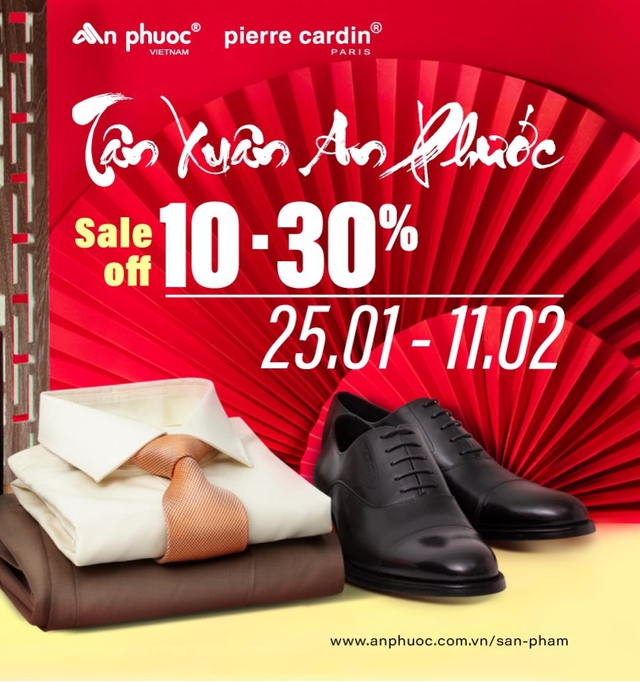 An phuoc® pierre cardin®
VIETNAM PARIS
Tân Xuân An Phước
Sale off 10-30%
25.01 - 11.02
www.anphuoc.com.vn/san-pham